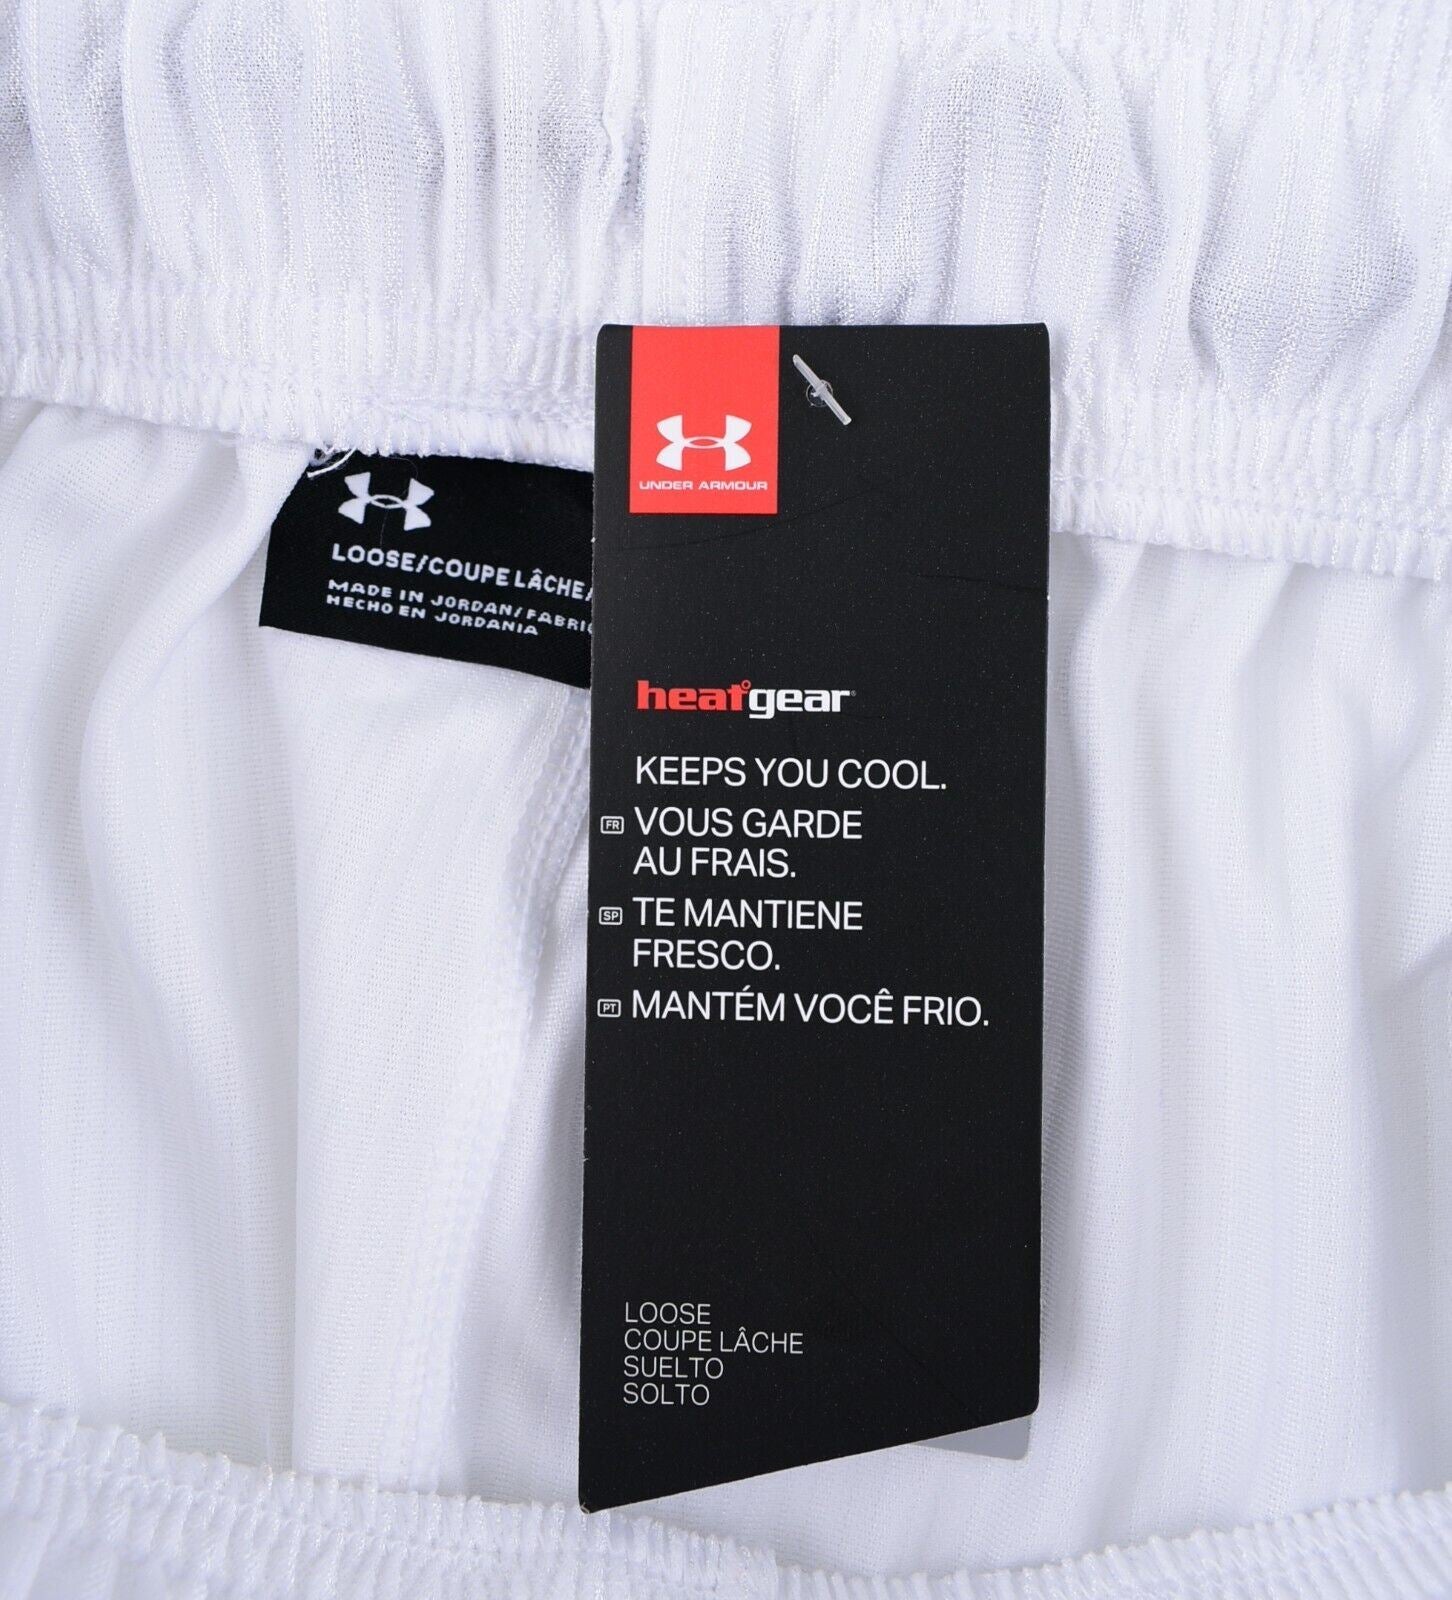 UNDER ARMOUR
LOOSE/COUPE LÂCHE/
MADE IN JORDAN/
HECHO EN JORDANIA
heatgear®
KEEPS YOU COOL.
FR VOUS GARDE
AU FRAIS.
SP TE MANTIENE
FRESCO.
PT MANTÉM VOCÊ FRIO.
LOOSE
COUPE LÂCHE
SUELTO
SOLTO